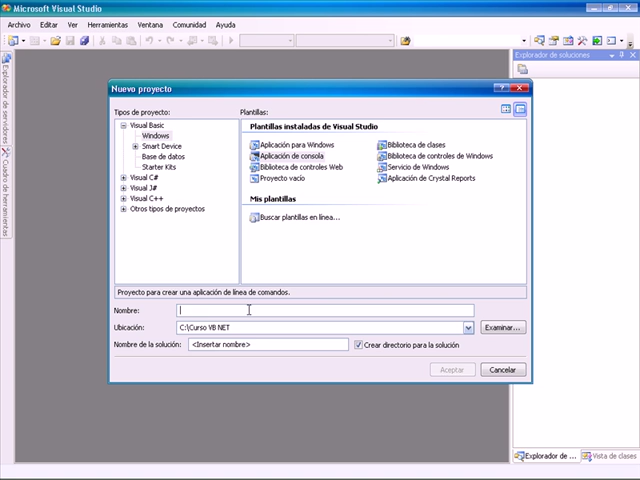 Microsoft Visual Studio
Archivo Editar Ver Herramientas Ventana Comunidad Ayuda
Explorador de soluciones
Explorador de servidores
Cuadro de herramientas
Nuevo proyecto
Tipos de proyecto:
Visual Basic
Windows
Smart Device
Base de datos
Starter Kits
Visual C#
Visual J#
Visual C++
Otros tipos de proyectos
Plantillas:
Plantillas instaladas de Visual Studio
Aplicación para Windows
Biblioteca de clases
Aplicación de consola
Biblioteca de controles de Windows
Biblioteca de controles Web
Servicio de Windows
Proyecto vacío
Aplicación de Crystal Reports
Mis plantillas
Buscar plantillas en línea...
Proyecto para crear una aplicación de línea de comandos.
Nombre:
Ubicación: C:\Curso VB NET Examinar...
Nombre de la solución: <Insertar nombre> Crear directorio para la solución
Aceptar Cancelar
Explorador de ... Vista de clases